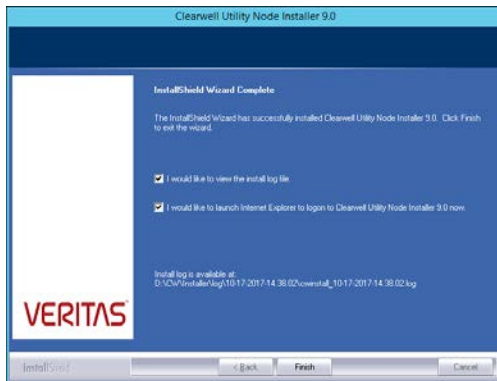 Clearwell Utility Node Installer 9.0
InstallShield Wizard Complete
The InstallShield Wizard has successfully installed Clearwell Utility Node Installer 9.0. Click Finish
to exit the wizard.
I would like to view the install log file.
I would like to launch Internet Explorer to logon to Clearwell Utility Node Installer 9.0 now.
Install log is available at:
D:\CW\Installer\log\10-17-2017-14.38.02\cwinstall_10-17-2017-14.38.02.log
VERITAS
InstallShield
< Back
Finish
Cancel